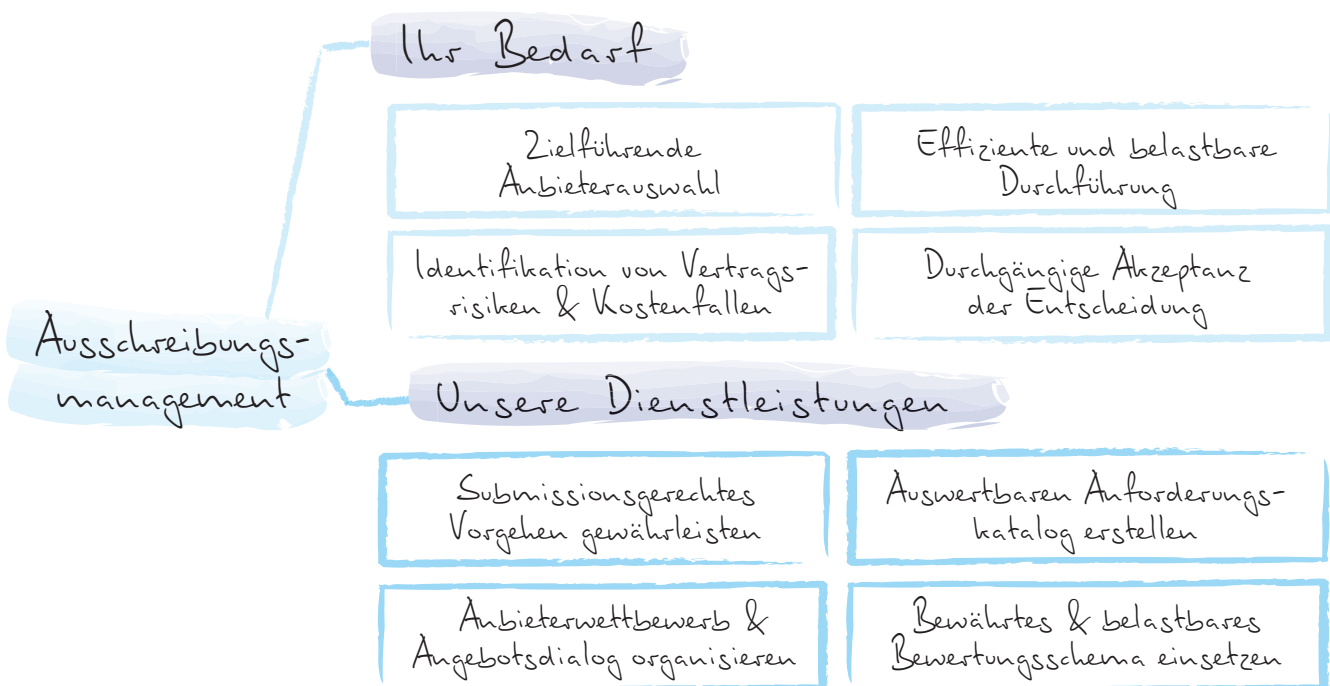 Ihr Bedarf
Zielführende
Anbieterauswahl
Effiziente und belastbare
Durchführung
Identifikation von Vertrags-
risiken & Kostenfallen
Durchgängige Akzeptanz
der Entscheidung
Ausschreibungs-
management
Unsere Dienstleistungen
Submissionsgerechtes
Vorgehen gewährleisten
Auswertbaren Anforderungs-
katalog erstellen
Anbieterwettbewerb &
Angebotsdialog organisieren
Bewährtes & belastbares
Bewertungsschema einsetzen